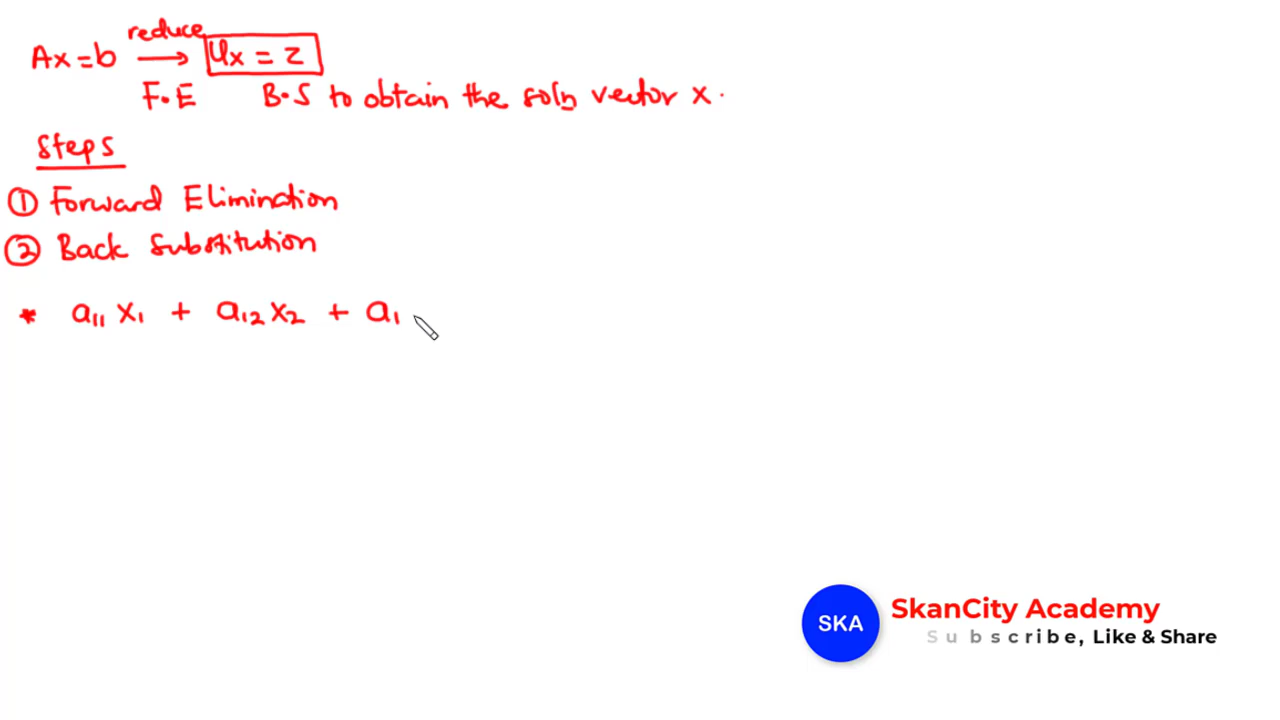 reduce
Ax = b → Ux = z
F.E B.S to obtain the soln vector x.
Steps
① Forward Elimination
② Back Substitution
* a₁₁ x₁ + a₁₂ x₂ + a₁
SKA
SkanCity Academy
Subscribe, Like & Share